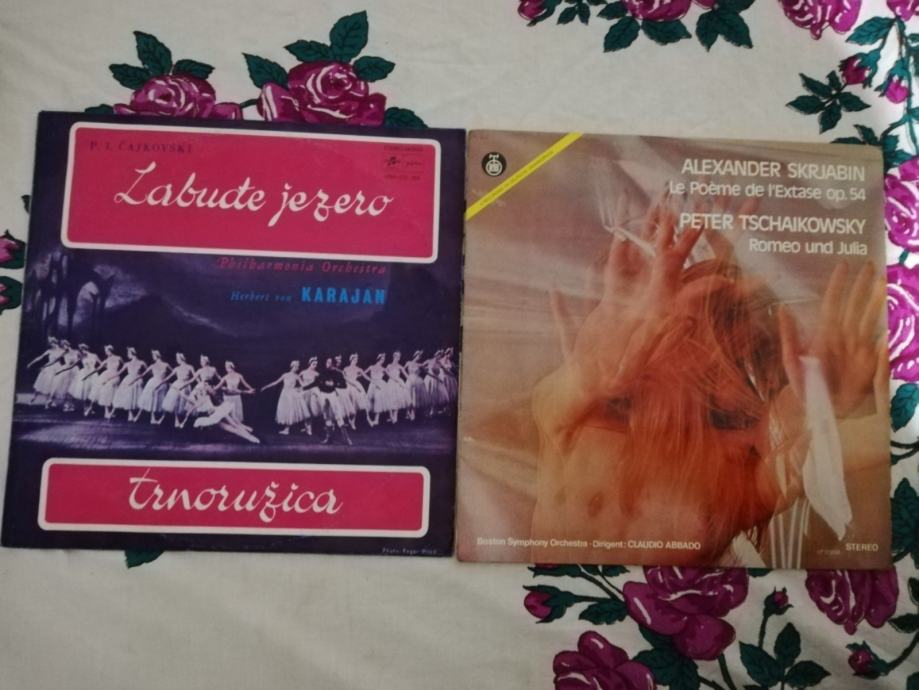 P. I. ČAJKOVSKI
Labuđe jezero
Philharmonia Orchestra
Herbert von KARAJAN
trnoružica
ALEXANDER SKRJABIN
Le Poème de l'Extase op. 54
PETER TSCHAIKOWSKY
Romeo und Julia
Boston Symphony Orchestra - Dirigent: CLAUDIO ABBADO
STEREO